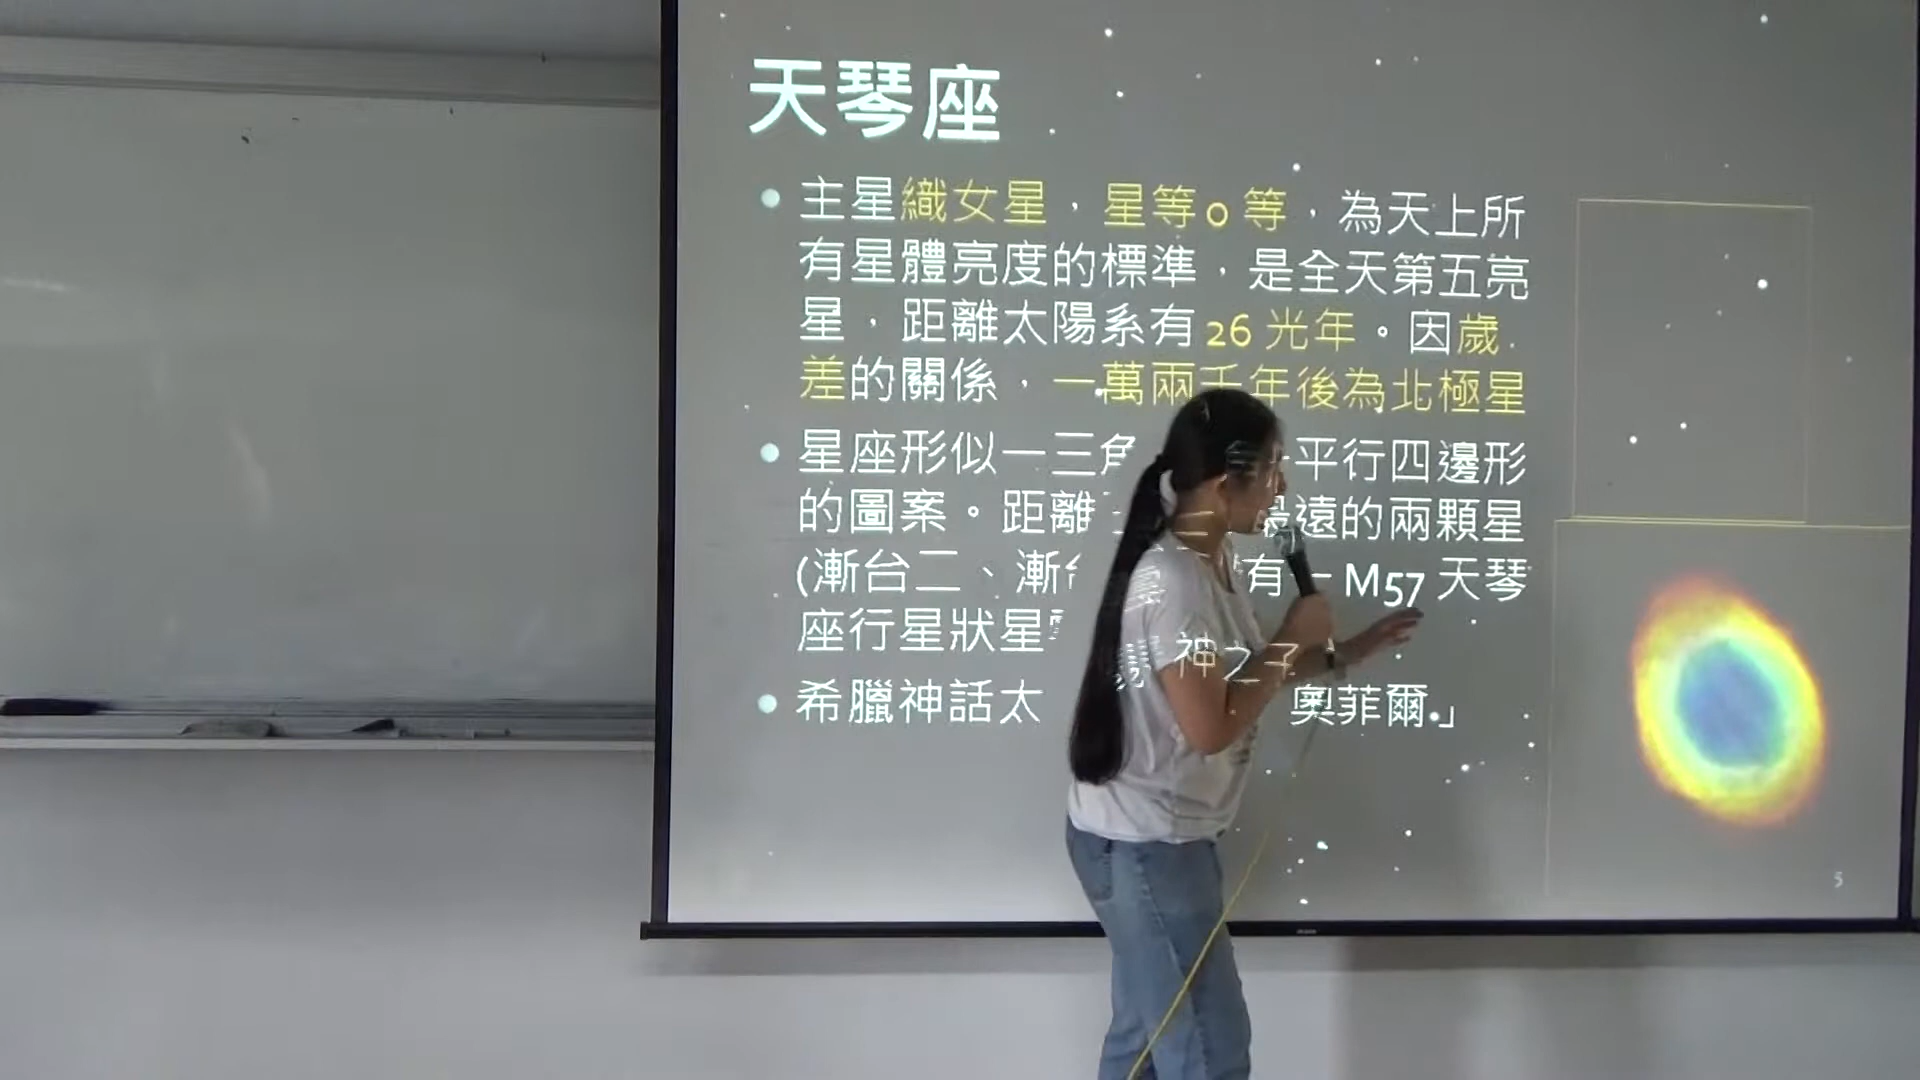 天琴座
主星織女星，星等0等，為天上所
有星體亮度的標準，是全天第五亮
星，距離太陽系有26光年。因歲
差的關係，一萬兩千年後為北極星
星座形似一三角 平行四邊形
的圖案。距離 最遠的兩顆星
(漸台二、漸台 有一M57天琴
座行星狀星
希臘神話太 神之子 奧菲爾」
5